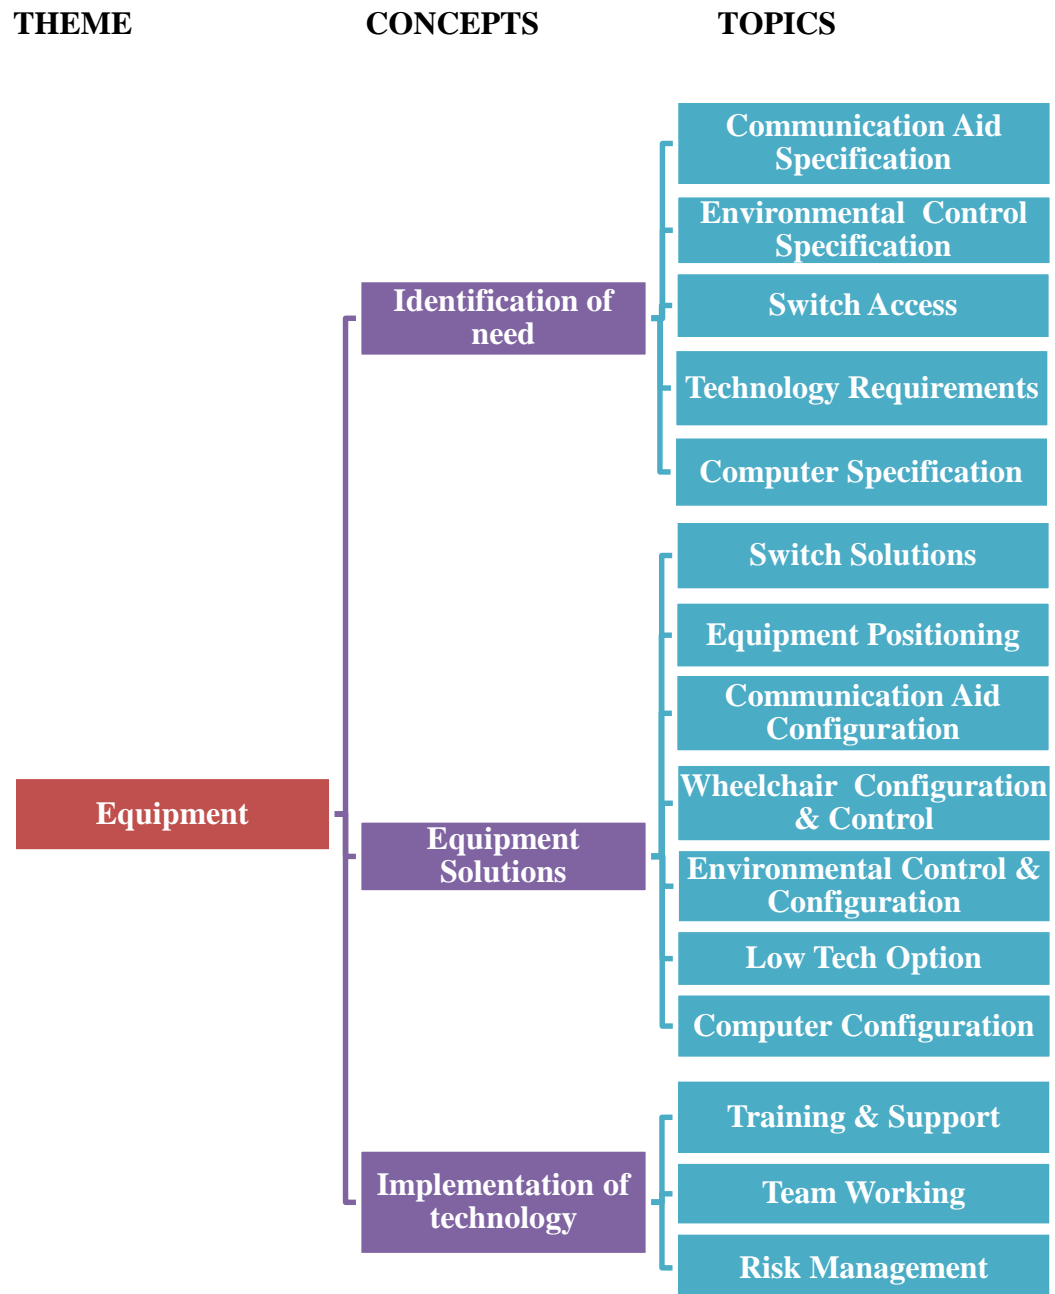 THEME CONCEPTS TOPICS
Communication Aid
Specification
Environmental Control
Specification
Identification of
need
Switch Access
Technology Requirements
Computer Specification
Switch Solutions
Equipment Positioning
Communication Aid
Configuration
Wheelchair Configuration
& Control
Equipment
Equipment
Solutions
Environmental Control &
Configuration
Low Tech Option
Computer Configuration
Training & Support
Implementation of
technology
Team Working
Risk Management